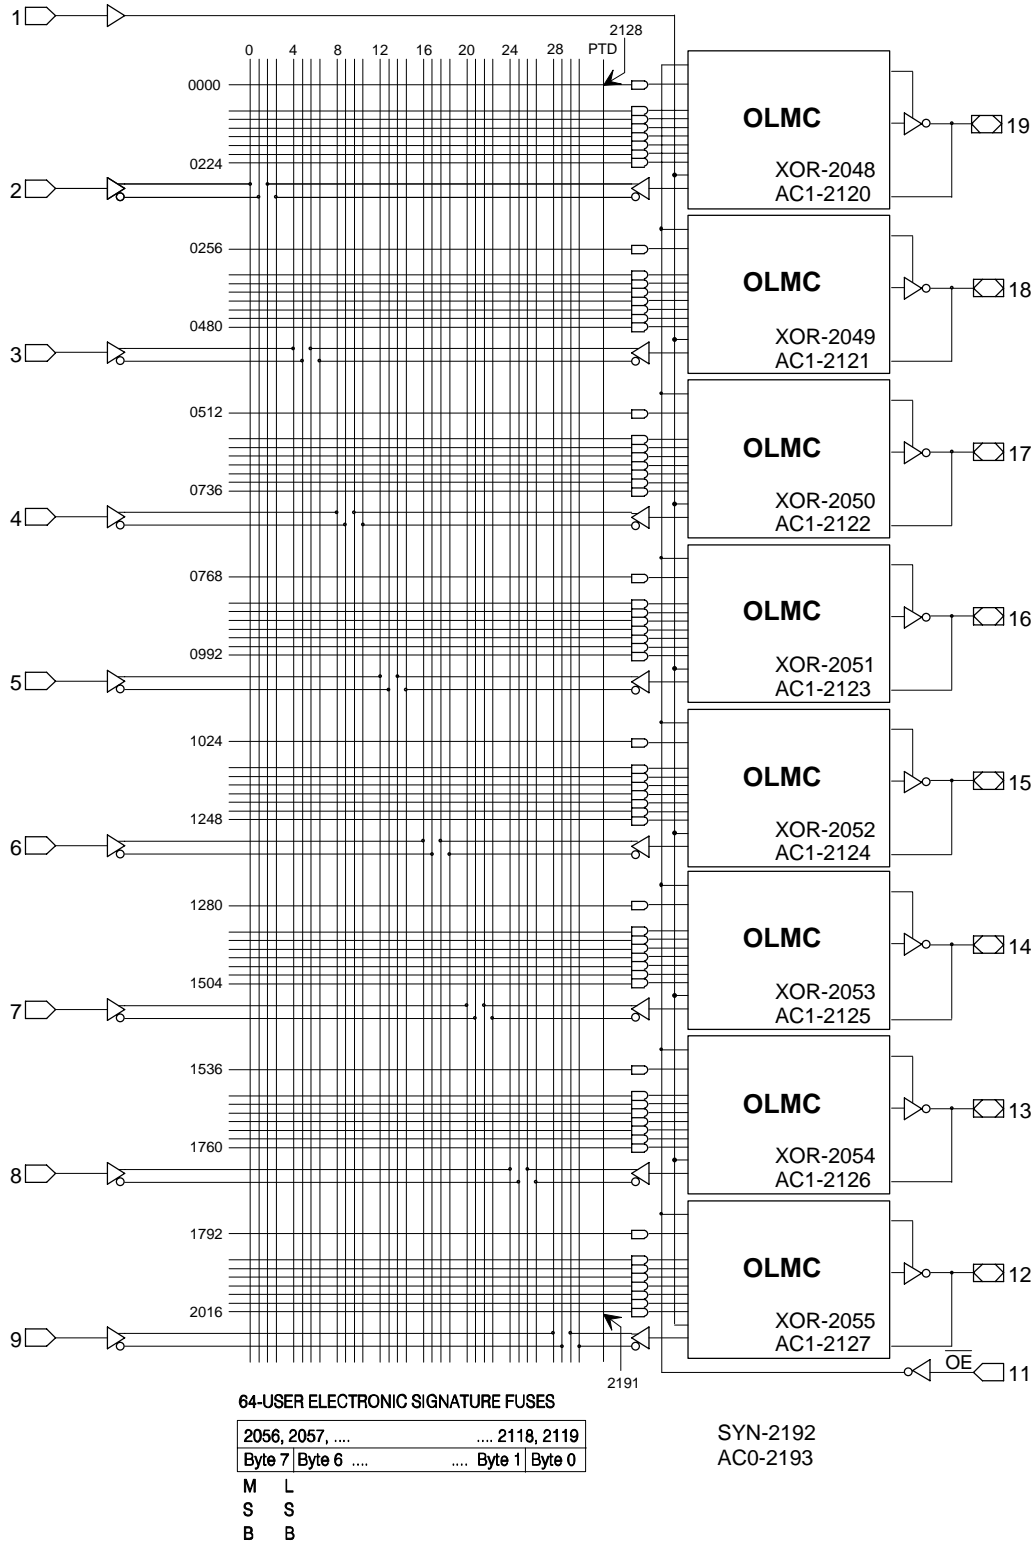 1
2128
0 4 8 12 16 20 24 28 PTD
0000
OLMC
19
0224
XOR-2048
AC1-2120
2
0256
OLMC
18
0480
XOR-2049
AC1-2121
3
0512
OLMC
17
0736
XOR-2050
AC1-2122
4
0768
OLMC
16
0992
XOR-2051
AC1-2123
5
1024
OLMC
15
1248
XOR-2052
AC1-2124
6
1280
OLMC
14
1504
XOR-2053
AC1-2125
7
1536
OLMC
13
1760
XOR-2054
AC1-2126
8
1792
OLMC
12
2016
XOR-2055
AC1-2127
9
OE
11
2191
64-USER ELECTRONIC SIGNATURE FUSES
2056, 2057, .... .... 2118, 2119
Byte 7 Byte 6 .... .... Byte 1 Byte 0
M L
S S
B B
SYN-2192
AC0-2193